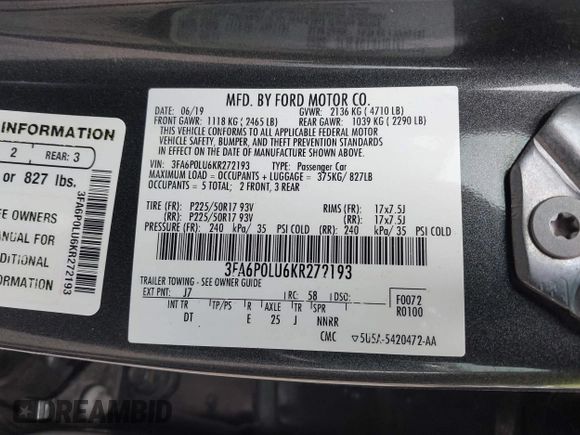 INFORMATION
2 REAR: 3
or 827 lbs.
EE OWNERS
ANUAL FOR
DDITIONAL
FORMATION
3FA6P0LU6KR272193
MFD. BY FORD MOTOR CO.
DATE: 06/19 GVWR: 2136 KG ( 4710 LB)
FRONT GAWR: 1118 KG ( 2465 LB) REAR GAWR: 1039 KG ( 2290 LB)
THIS VEHICLE CONFORMS TO ALL APPLICABLE FEDERAL MOTOR
VEHICLE SAFETY, BUMPER, AND THEFT PREVENTION STANDARDS
IN EFFECT ON THE DATE OF MANUFACTURE SHOWN ABOVE.
VIN: 3FA6P0LU6KR272193 TYPE: Passenger Car
MAXIMUM LOAD = OCCUPANTS + LUGGAGE = 375KG/ 827LB
OCCUPANTS = 5 TOTAL; 2 FRONT, 3 REAR
TIRE (FR): P225/50R17 93V RIMS (FR): 17x7.5J
(RR): P225/50R17 93V (RR): 17x7.5J
PRESSURE (FR): 240 kPa/ 35 PSI COLD (RR): 240 kPa/ 35 PSI COLD
3FA6P0LU6KR272193
TRAILER TOWING - SEE OWNER GUIDE
EXT PNT: J7 RC: 58 DSO: F0072
INT TR TP/PS R AXLE TR SPR R0100
DT E 25 J NNRR
CMC 5U5A-5420472-AA
DREAMBID